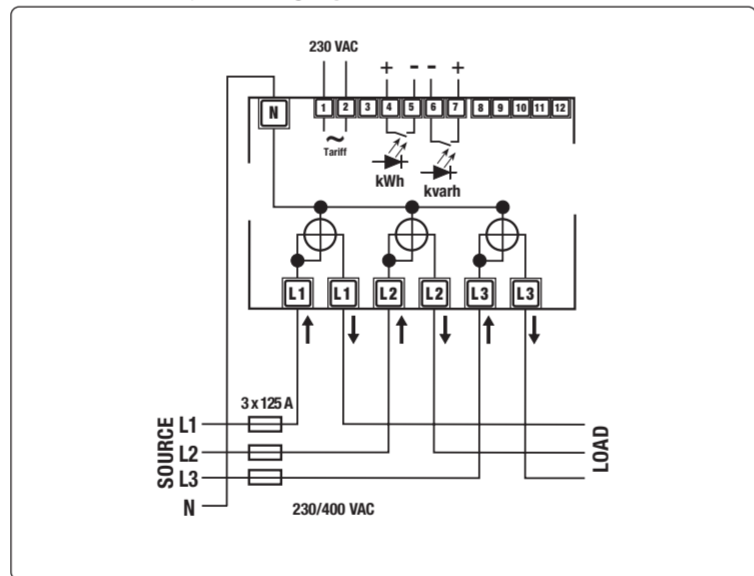 230 VAC
+ - - +
N 1 2 3 4 5 6 7 8 9 10 11 12
~
Tariff
kWh
kvarh
L1 L1 L2 L2 L3 L3
3 x 125 A
SOURCE
L1
L2
L3
N
LOAD
230/400 VAC